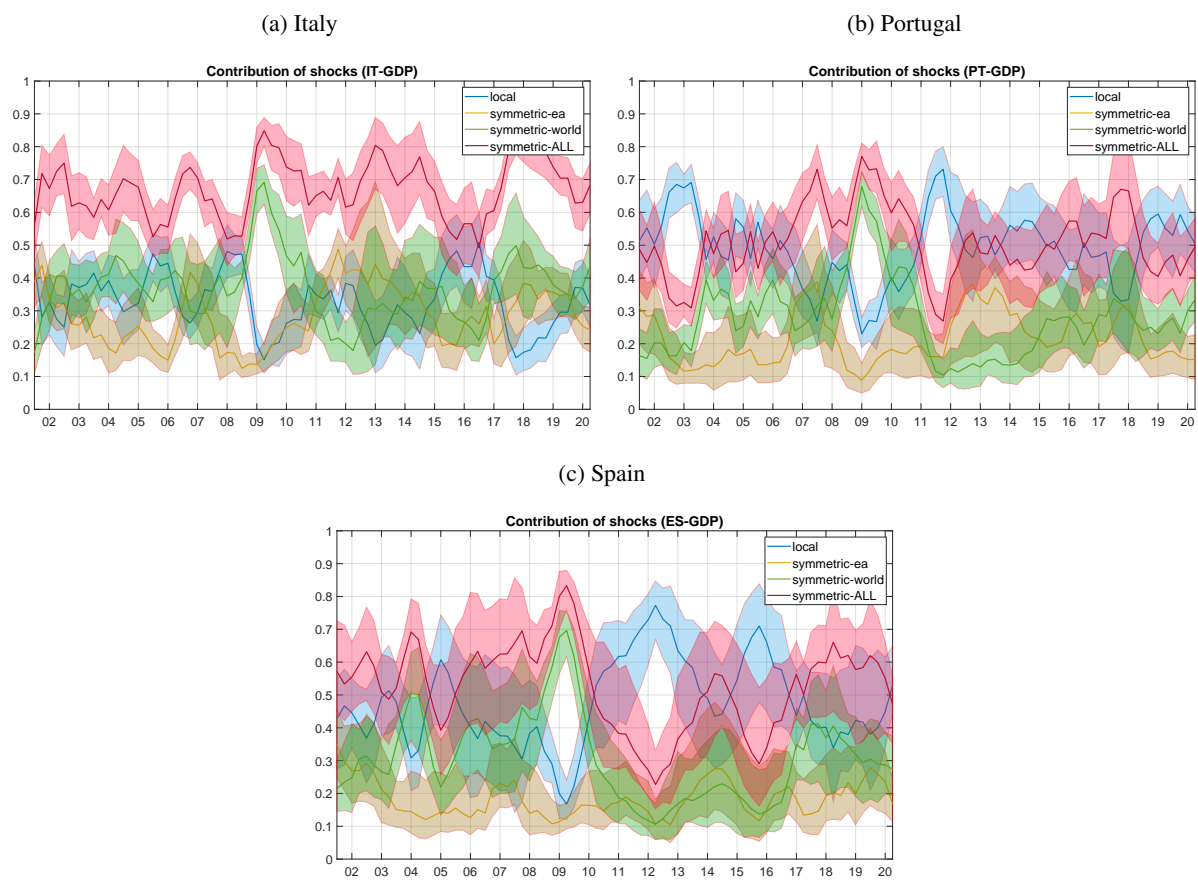 (a) Italy
(b) Portugal
Contribution of shocks (IT-GDP)
1
0.9
0.8
0.7
0.6
0.5
0.4
0.3
0.2
0.1
0
02 03 04 05 06 07 08 09 10 11 12 13 14 15 16 17 18 19 20
local
symmetric-ea
symmetric-world
symmetric-ALL
Contribution of shocks (PT-GDP)
1
0.9
0.8
0.7
0.6
0.5
0.4
0.3
0.2
0.1
0
02 03 04 05 06 07 08 09 10 11 12 13 14 15 16 17 18 19 20
local
symmetric-ea
symmetric-world
symmetric-ALL
(c) Spain
Contribution of shocks (ES-GDP)
1
0.9
0.8
0.7
0.6
0.5
0.4
0.3
0.2
0.1
0
02 03 04 05 06 07 08 09 10 11 12 13 14 15 16 17 18 19 20
local
symmetric-ea
symmetric-world
symmetric-ALL